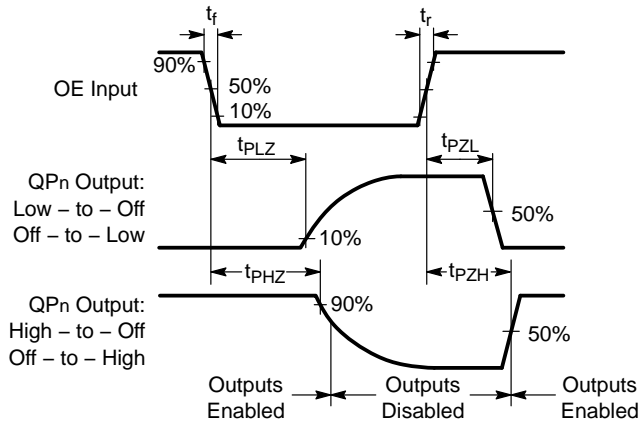 tf
tr
90%
OE Input
50%
10%
tPLZ
tPZL
QPn Output:
Low – to – Off
Off – to – Low
50%
10%
tPHZ
tPZH
QPn Output:
High – to – Off
Off – to – High
90%
50%
Outputs Enabled
Outputs Disabled
Outputs Enabled